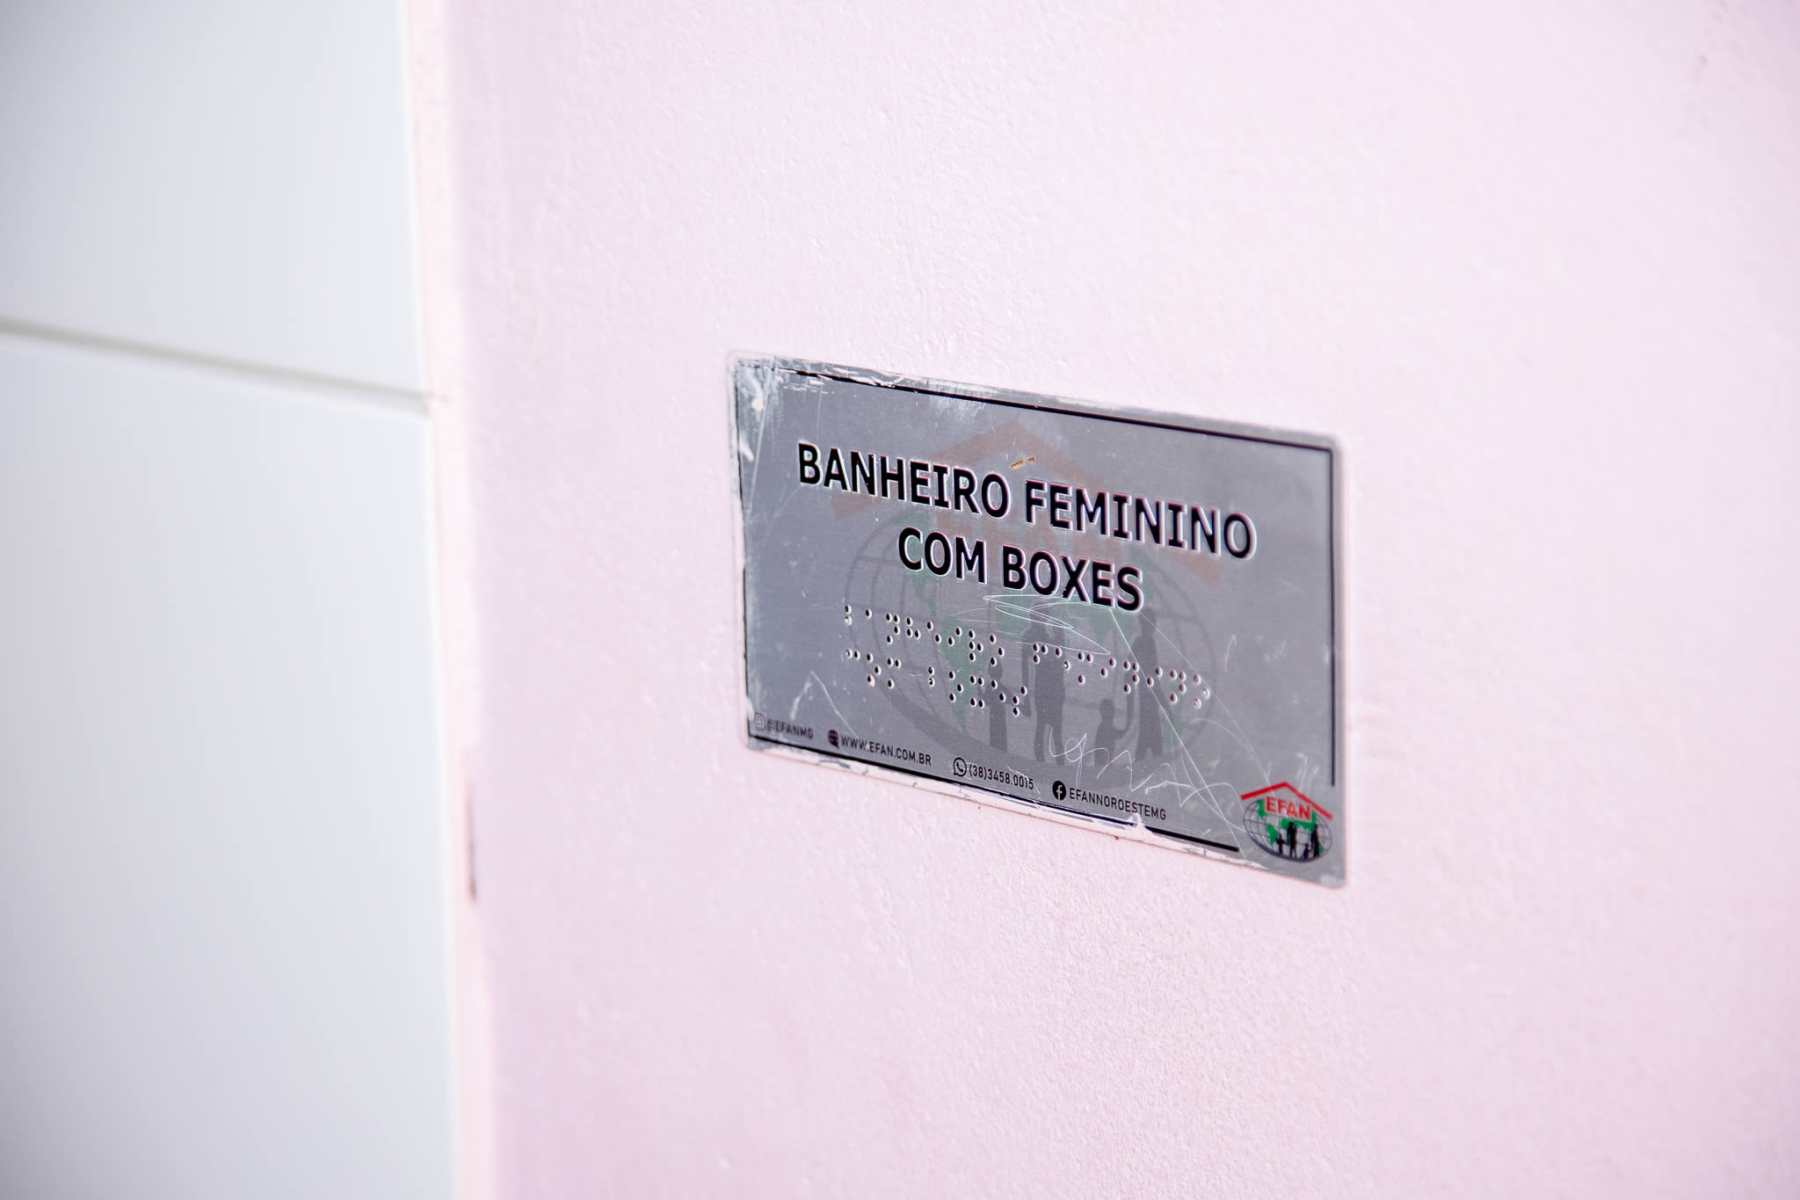 BANHEIRO FEMININO
COM BOXES
@EFANMG WWW.EFAN.COM.BR (38)3458.0015 EFANNOROESTEMG
EFAN